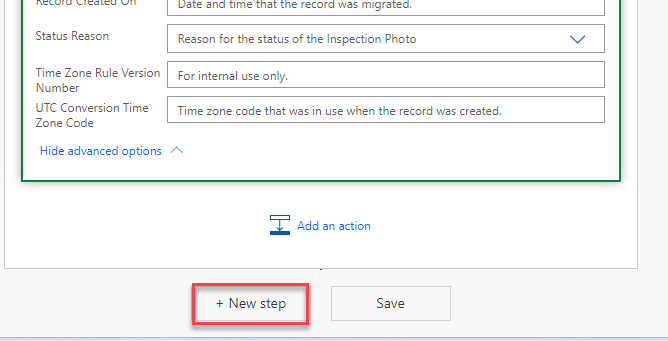 Record Created On
Date and time that the record was migrated.
Status Reason
Reason for the status of the Inspection Photo
Time Zone Rule Version
Number
For internal use only.
UTC Conversion Time
Zone Code
Time zone code that was in use when the record was created.
Hide advanced options
Add an action
+ New step
Save